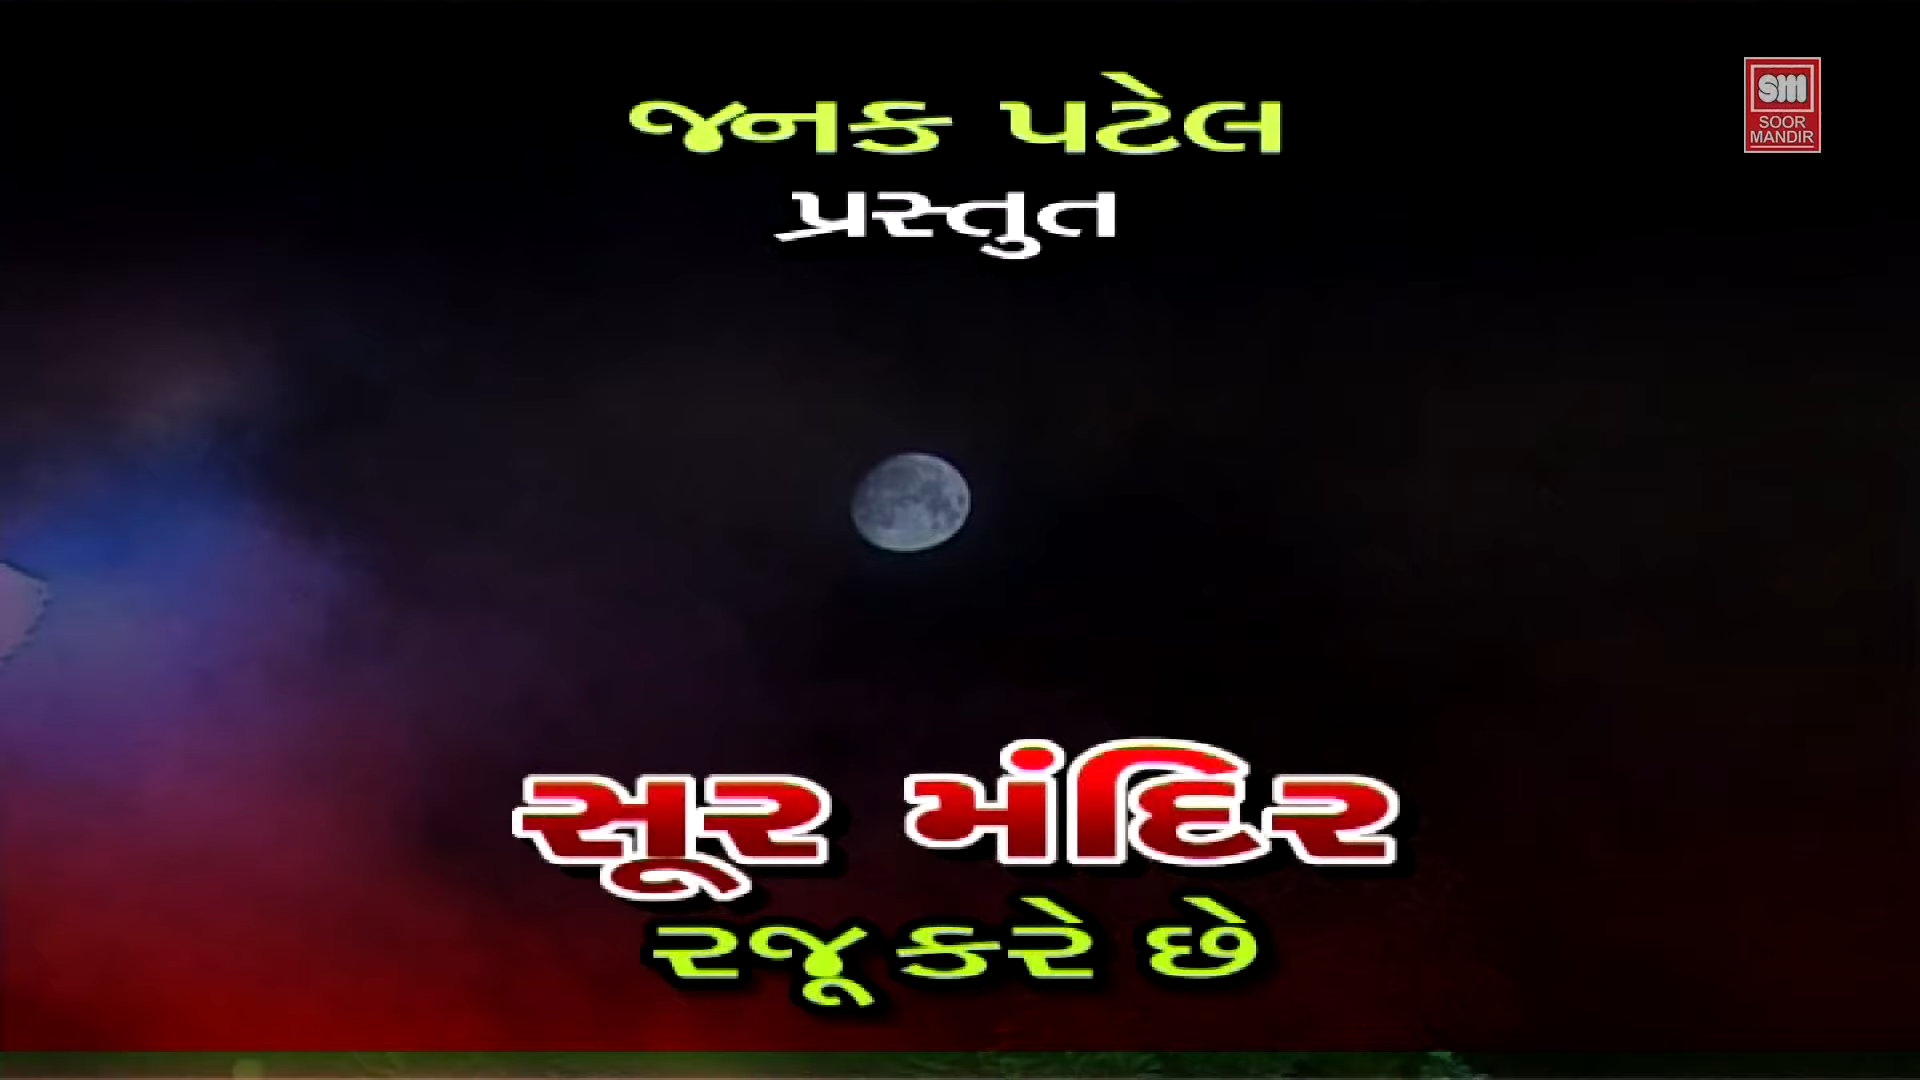 SM
SOOR
MANDIR
જનક પટેલ
પ્રસ્તુત
સૂર મંદિર
રજૂ કરે છે